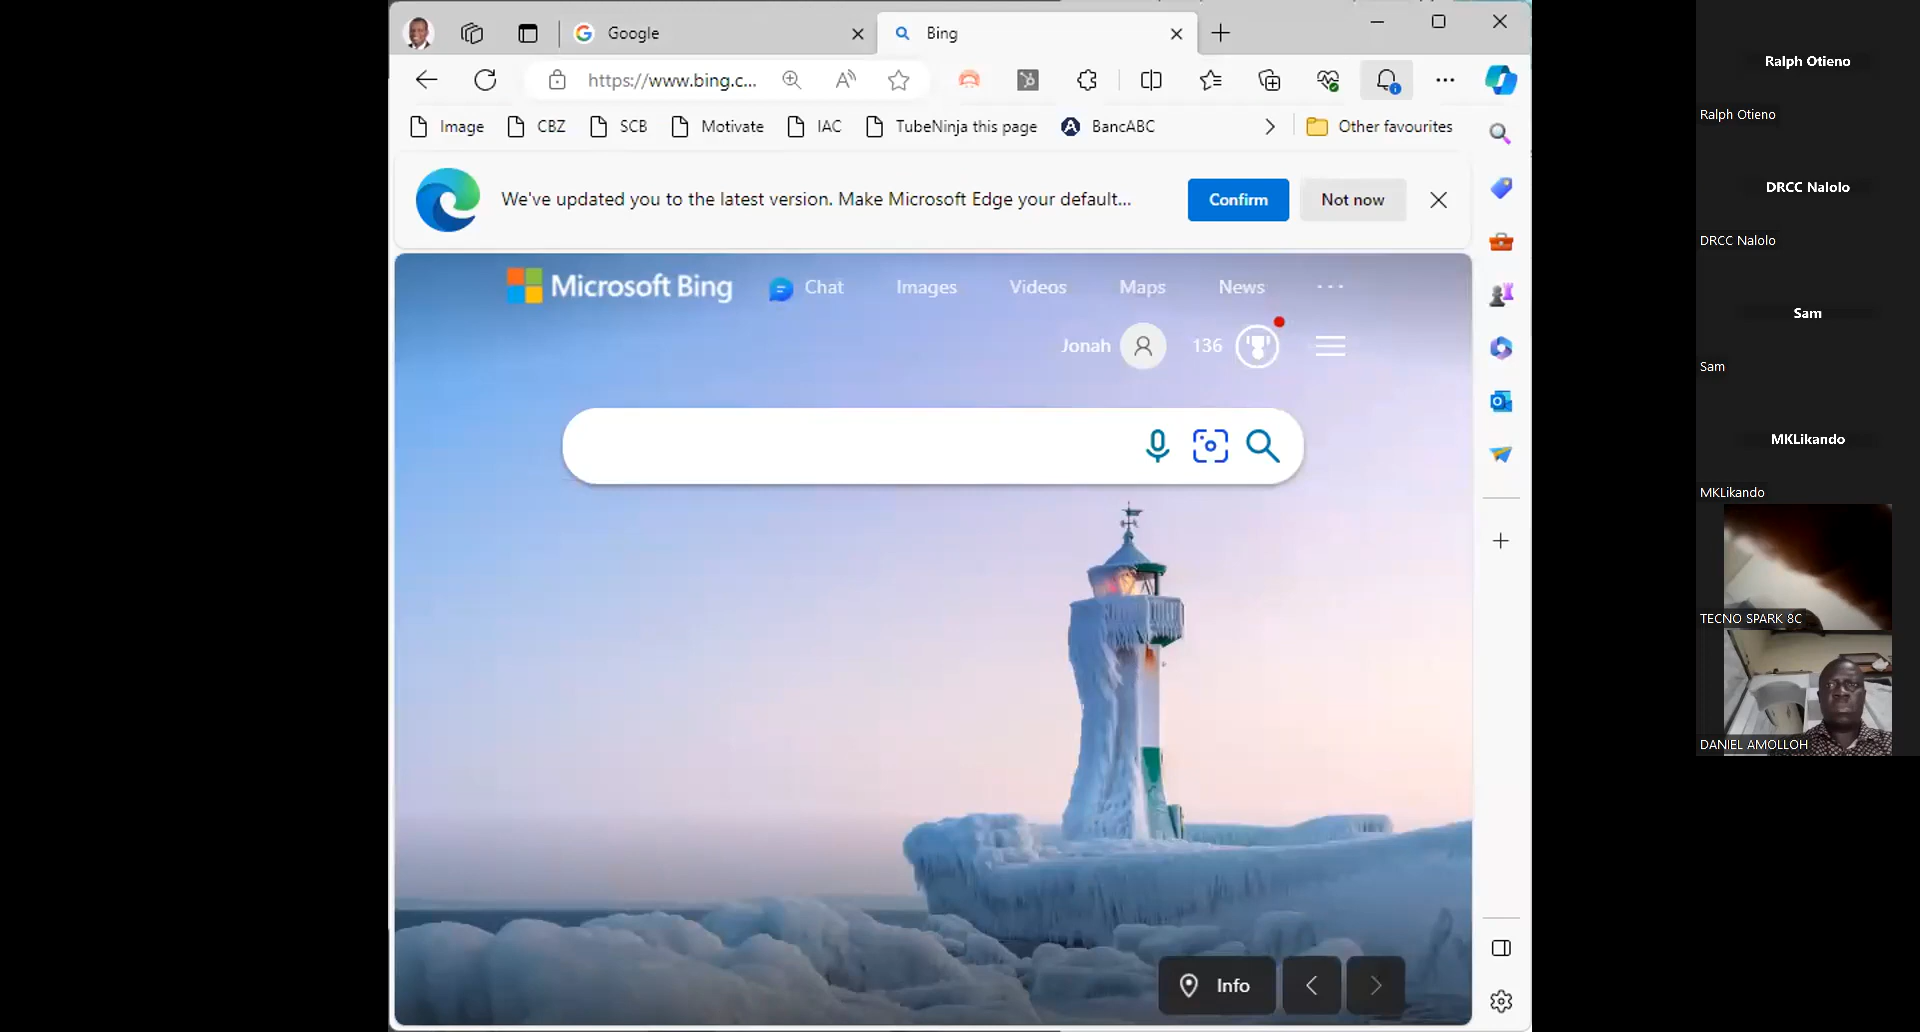 Google
Bing
https://www.bing.c...
Image
CBZ
SCB
Motivate
IAC
TubeNinja this page
BancABC
Other favourites
We've updated you to the latest version. Make Microsoft Edge your default...
Confirm
Not now
Microsoft Bing
Chat
Images
Videos
Maps
News
Jonah
136
Info
Ralph Otieno
Ralph Otieno
DRCC Nalolo
DRCC Nalolo
Sam
Sam
MKLikando
MKLikando
TECNO SPARK 8C
DANIEL AMOLLOH